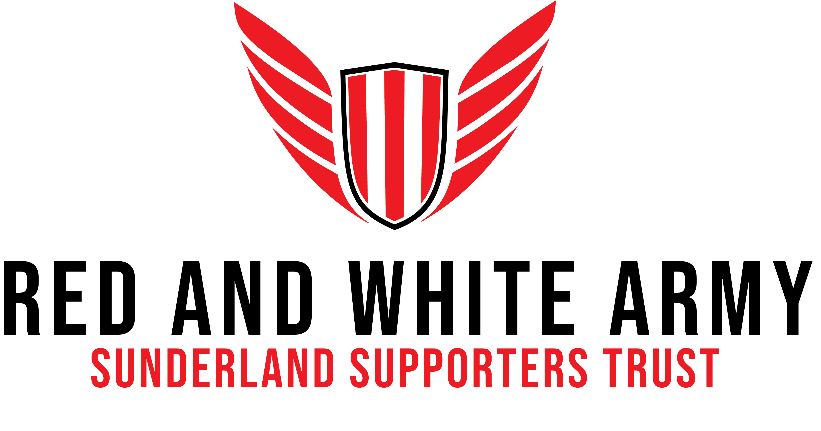 RED AND WHITE ARMY
SUNDERLAND SUPPORTERS TRUST